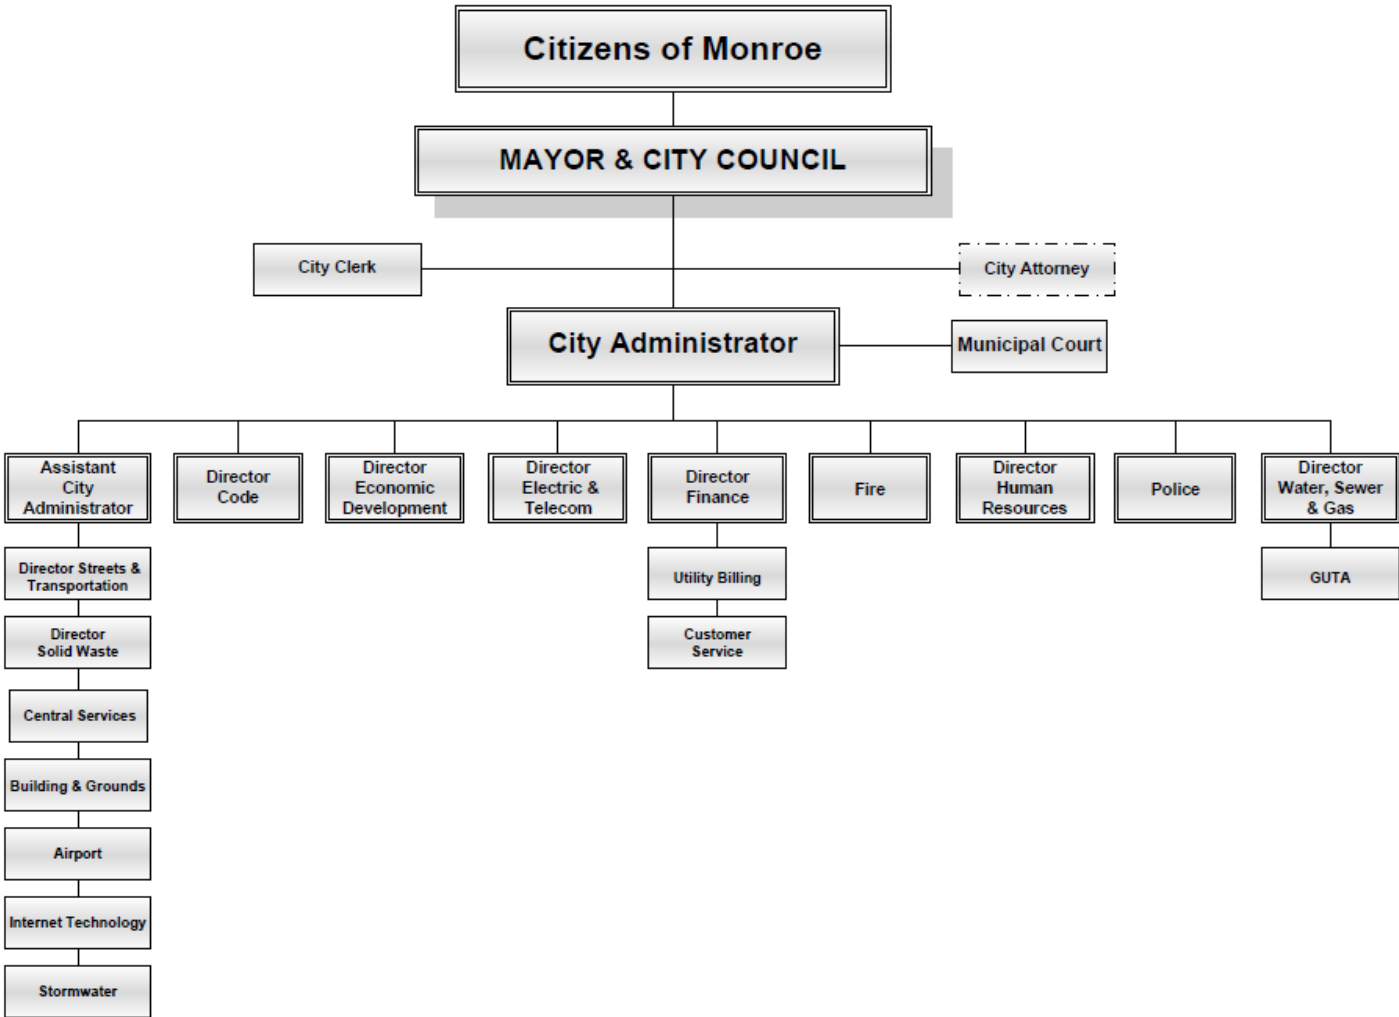 Citizens of Monroe
MAYOR & CITY COUNCIL
City Clerk
City Attorney
City Administrator
Municipal Court
Assistant
City
Administrator
Director
Code
Director
Economic
Development
Director
Electric &
Telecom
Director
Finance
Fire
Director
Human
Resources
Police
Director
Water, Sewer
& Gas
Director Streets &
Transportation
Utility Billing
GUTA
Director
Solid Waste
Customer
Service
Central Services
Building & Grounds
Airport
Internet Technology
Stormwater